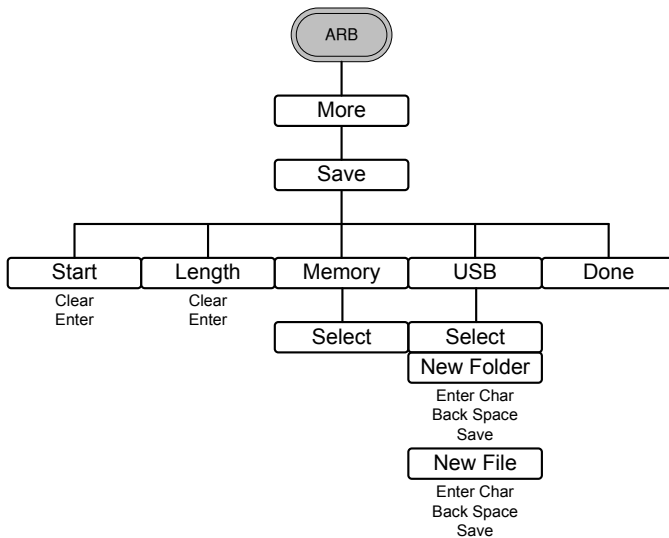 ARB
More
Save
Start
Clear
Enter
Length
Clear
Enter
Memory
Select
USB
Select
New Folder
Enter Char
Back Space
Save
New File
Enter Char
Back Space
Save
Done